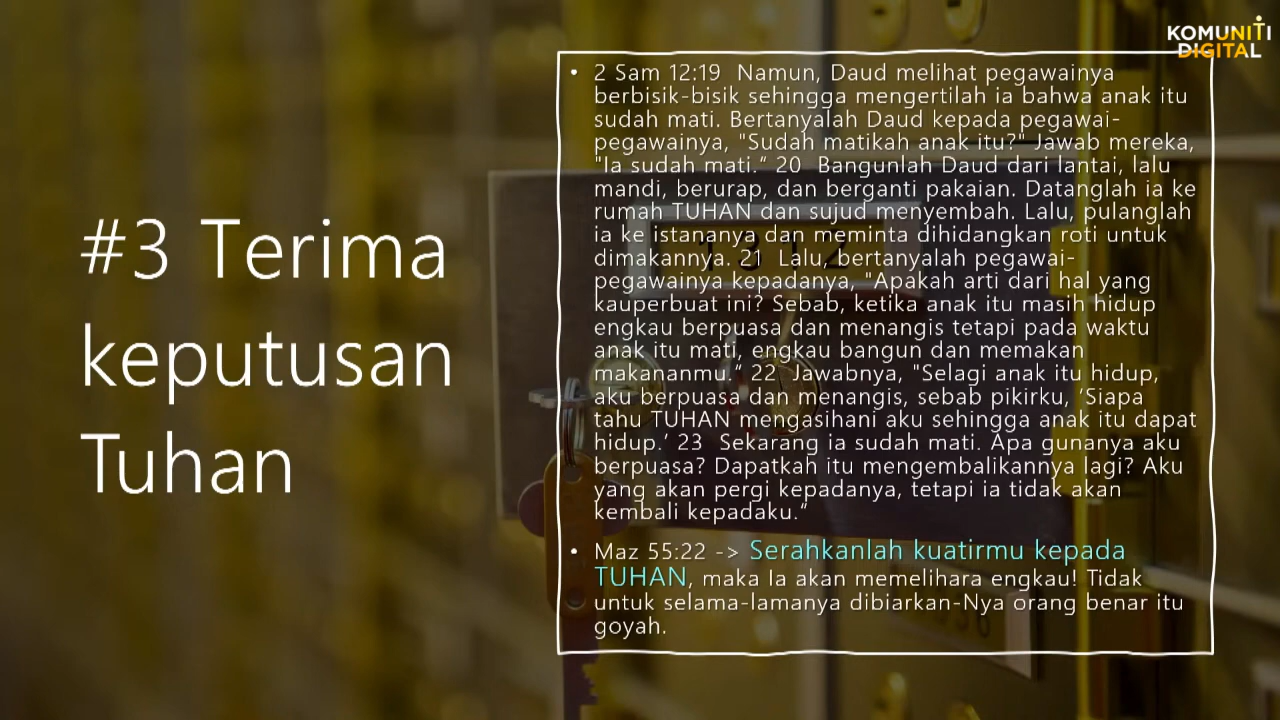 KOMUNITI
DIGITAL
#3 Terima
keputusan
Tuhan
• 2 Sam 12:19 Namun, Daud melihat pegawainya
berbisik-bisik sehingga mengertilah ia bahwa anak itu
sudah mati. Bertanyalah Daud kepada pegawai-
pegawainya, "Sudah matikah anak itu?" Jawab mereka,
"Ia sudah mati.“ 20 Bangunlah Daud dari lantai, lalu
mandi, berurap, dan berganti pakaian. Datanglah ia ke
rumah TUHAN dan sujud menyembah. Lalu, pulanglah
ia ke istananya dan meminta dihidangkan roti untuk
dimakannya. 21 Lalu, bertanyalah pegawai-
pegawainya kepadanya, "Apakah arti dari hal yang
kauperbuat ini? Sebab, ketika anak itu masih hidup
engkau berpuasa dan menangis tetapi pada waktu
anak itu mati, engkau bangun dan memakan
makananmu.“ 22 Jawabnya, "Selagi anak itu hidup,
aku berpuasa dan menangis, sebab pikirku, ‘Siapa
tahu TUHAN mengasihani aku sehingga anak itu dapat
hidup.’ 23 Sekarang ia sudah mati. Apa gunanya aku
berpuasa? Dapatkah itu mengembalikannya lagi? Aku
yang akan pergi kepadanya, tetapi ia tidak akan
kembali kepadaku.“
• Maz 55:22 -> Serahkanlah kuatirmu kepada
TUHAN, maka Ia akan memelihara engkau! Tidak
untuk selama-lamanya dibiarkan-Nya orang benar itu
goyah.